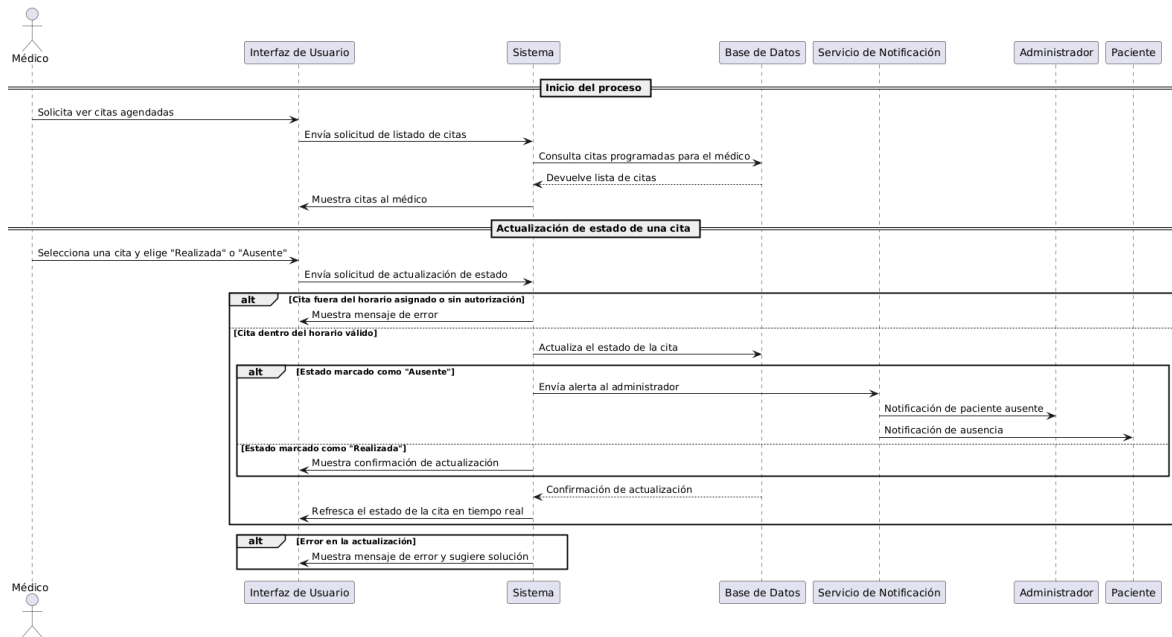 Médico
Interfaz de Usuario
Sistema
Base de Datos
Servicio de Notificación
Administrador
Paciente
Inicio del proceso
Solicita ver citas agendadas
Envía solicitud de listado de citas
Consulta citas programadas para el médico
Devuelve lista de citas
Muestra citas al médico
Actualización de estado de una cita
Selecciona una cita y elige "Realizada" o "Ausente"
Envía solicitud de actualización de estado
alt
[Cita fuera del horario asignado o sin autorización]
Muestra mensaje de error
[Cita dentro del horario válido]
Actualiza el estado de la cita
alt
[Estado marcado como "Ausente"]
Envía alerta al administrador
Notificación de paciente ausente
Notificación de ausencia
[Estado marcado como "Realizada"]
Muestra confirmación de actualización
Confirmación de actualización
Refresca el estado de la cita en tiempo real
alt
[Error en la actualización]
Muestra mensaje de error y sugiere solución
Médico
Interfaz de Usuario
Sistema
Base de Datos
Servicio de Notificación
Administrador
Paciente